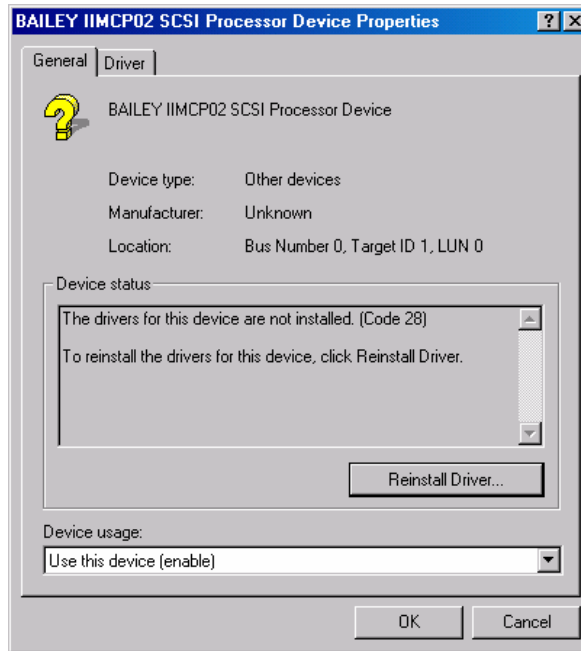 BAILEY IIMCP02 SCSI Processor Device Properties
General Driver
BAILEY IIMCP02 SCSI Processor Device
Device type: Other devices
Manufacturer: Unknown
Location: Bus Number 0, Target ID 1, LUN 0
Device status
The drivers for this device are not installed. (Code 28)
To reinstall the drivers for this device, click Reinstall Driver.
Reinstall Driver...
Device usage:
Use this device (enable)
OK Cancel